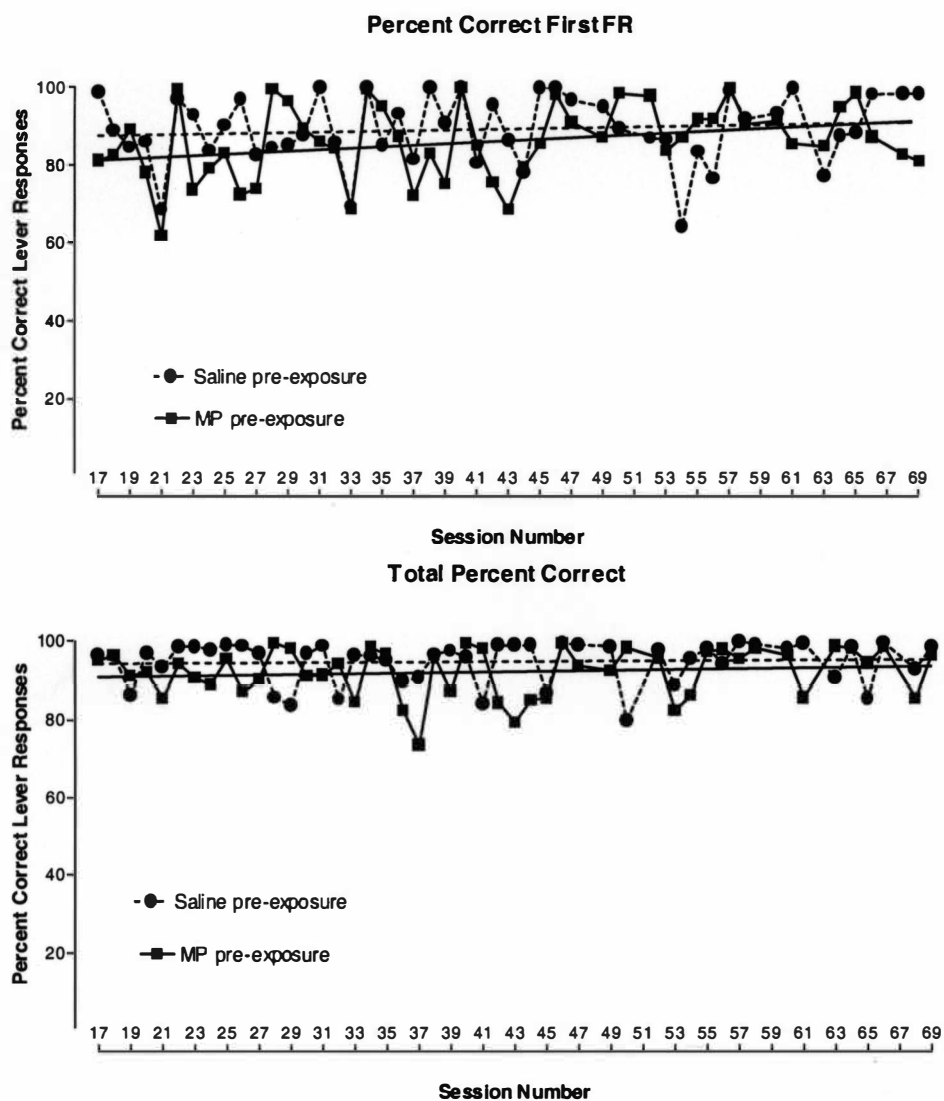 Percent Correct First FR
Percent Correct Lever Responses
100
80
60
40
20
Saline pre-exposure
MP pre-exposure
17 19 21 23 25 27 29 31 33 35 37 39 41 43 45 47 49 51 53 55 57 59 61 63 65 67 69
Session Number
Total Percent Correct
Percent Correct Lever Responses
100
80
60
40
20
Saline pre-exposure
MP pre-exposure
17 19 21 23 25 27 29 31 33 35 37 39 41 43 45 47 49 51 53 55 57 59 61 63 65 67 69
Session Number